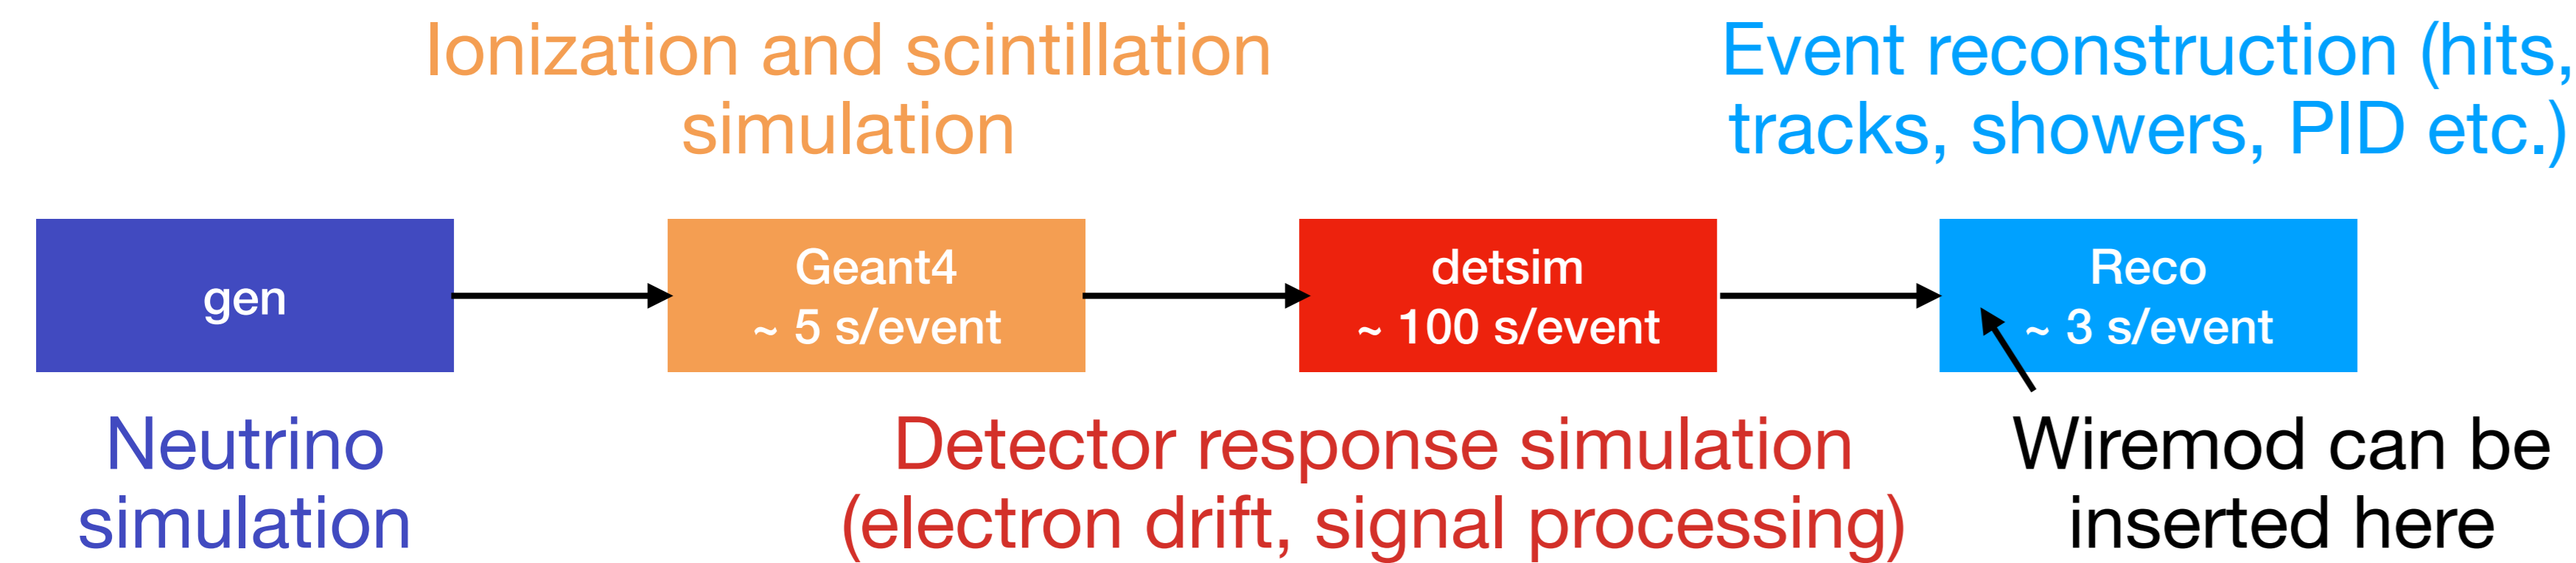 Ionization and scintillation
simulation
Event reconstruction (hits,
tracks, showers, PID etc.)
gen
Geant4
~ 5 s/event
detsim
~ 100 s/event
Reco
~ 3 s/event
Neutrino
simulation
Detector response simulation
(electron drift, signal processing)
Wiremod can be
inserted here